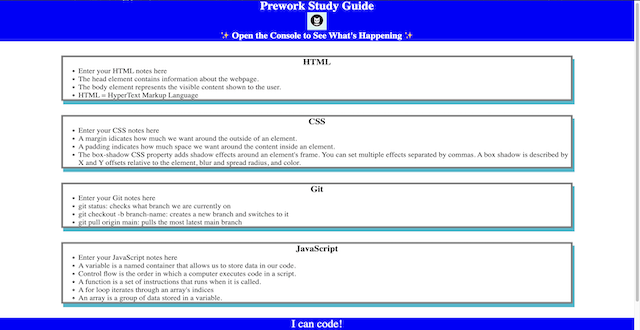 Prework Study Guide
✨ Open the Console to See What's Happening ✨
HTML
• Enter your HTML notes here
• The head element contains information about the webpage.
• The body element represents the visible content shown to the user.
• HTML = HyperText Markup Language
CSS
• Enter your CSS notes here
• A margin idicates how much we want around the outside of an element.
• A padding indicates how much space we want around the content inside an element.
• The box-shadow CSS property adds shadow effects around an element's frame. You can set multiple effects separated by commas. A box shadow is described by
X and Y offsets relative to the element, blur and spread radius, and color.
Git
• Enter your Git notes here
• git status: checks what branch we are currently on
• git checkout -b branch-name: creates a new branch and switches to it
• git pull origin main: pulls the most latest main branch
JavaScript
• Enter your JavaScript notes here
• A variable is a named container that allows us to store data in our code.
• Control flow is the order in which a computer executes code in a script.
• A function is a set of instructions that runs when it is called.
• A for loop iterates through an array's indices
• An array is a group of data stored in a variable.
I can code!